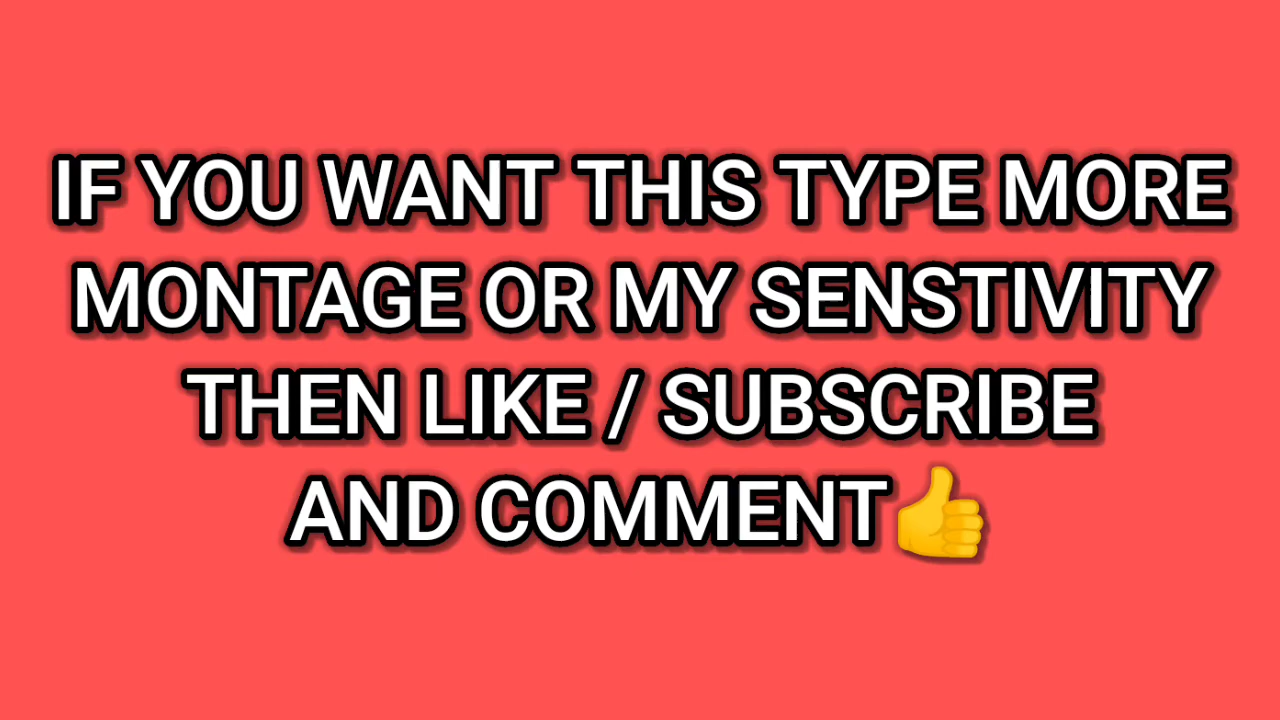 IF YOU WANT THIS TYPE MORE
MONTAGE OR MY SENSTIVITY
THEN LIKE / SUBSCRIBE
AND COMMENT👍